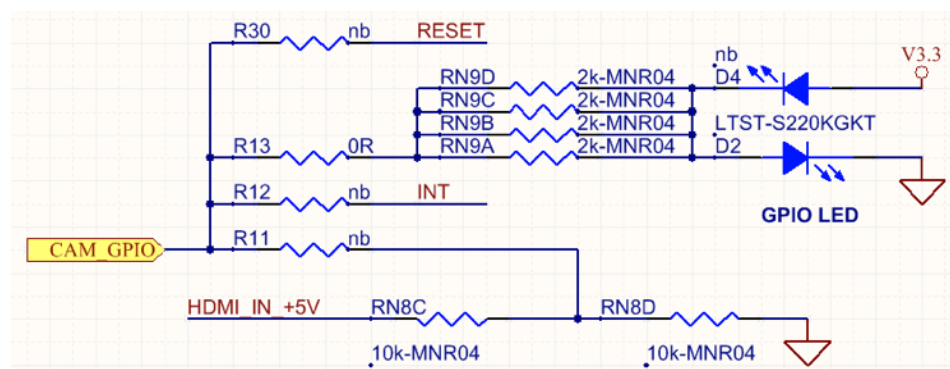 R30 nb RESET
nb
V3.3
RN9D 2k-MNR04 D4
RN9C 2k-MNR04
RN9B 2k-MNR04 LTST-S220KGKT
R13 0R RN9A 2k-MNR04 D2
R12 nb INT
GPIO LED
CAM_GPIO R11 nb
HDMI_IN_+5V RN8C RN8D
10k-MNR04 10k-MNR04